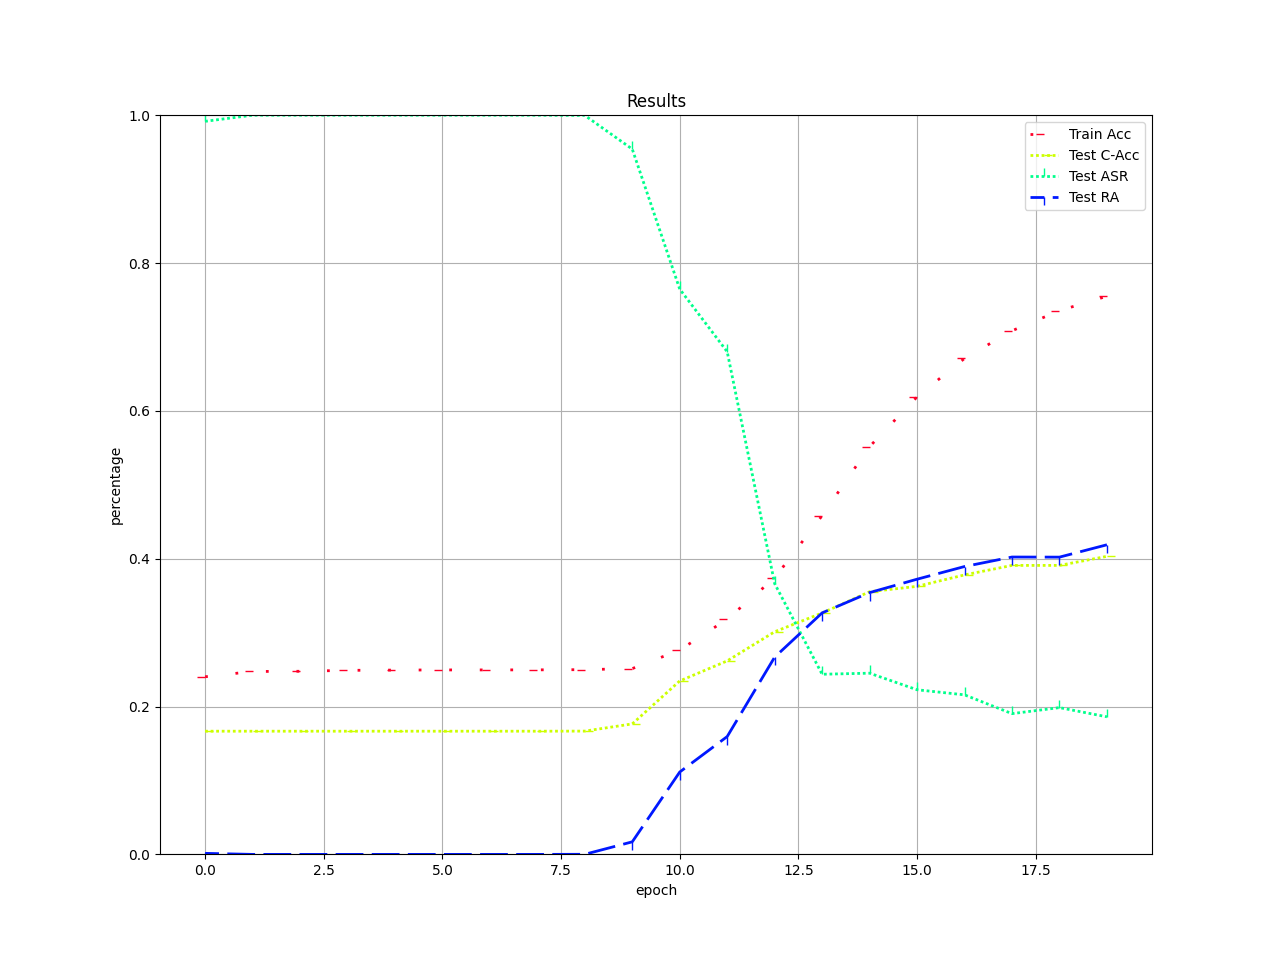 Results
1.0
0.8
0.6
0.4
0.2
0.0
percentage
0.0 2.5 5.0 7.5 10.0 12.5 15.0 17.5
epoch
Train Acc
Test C-Acc
Test ASR
Test RA